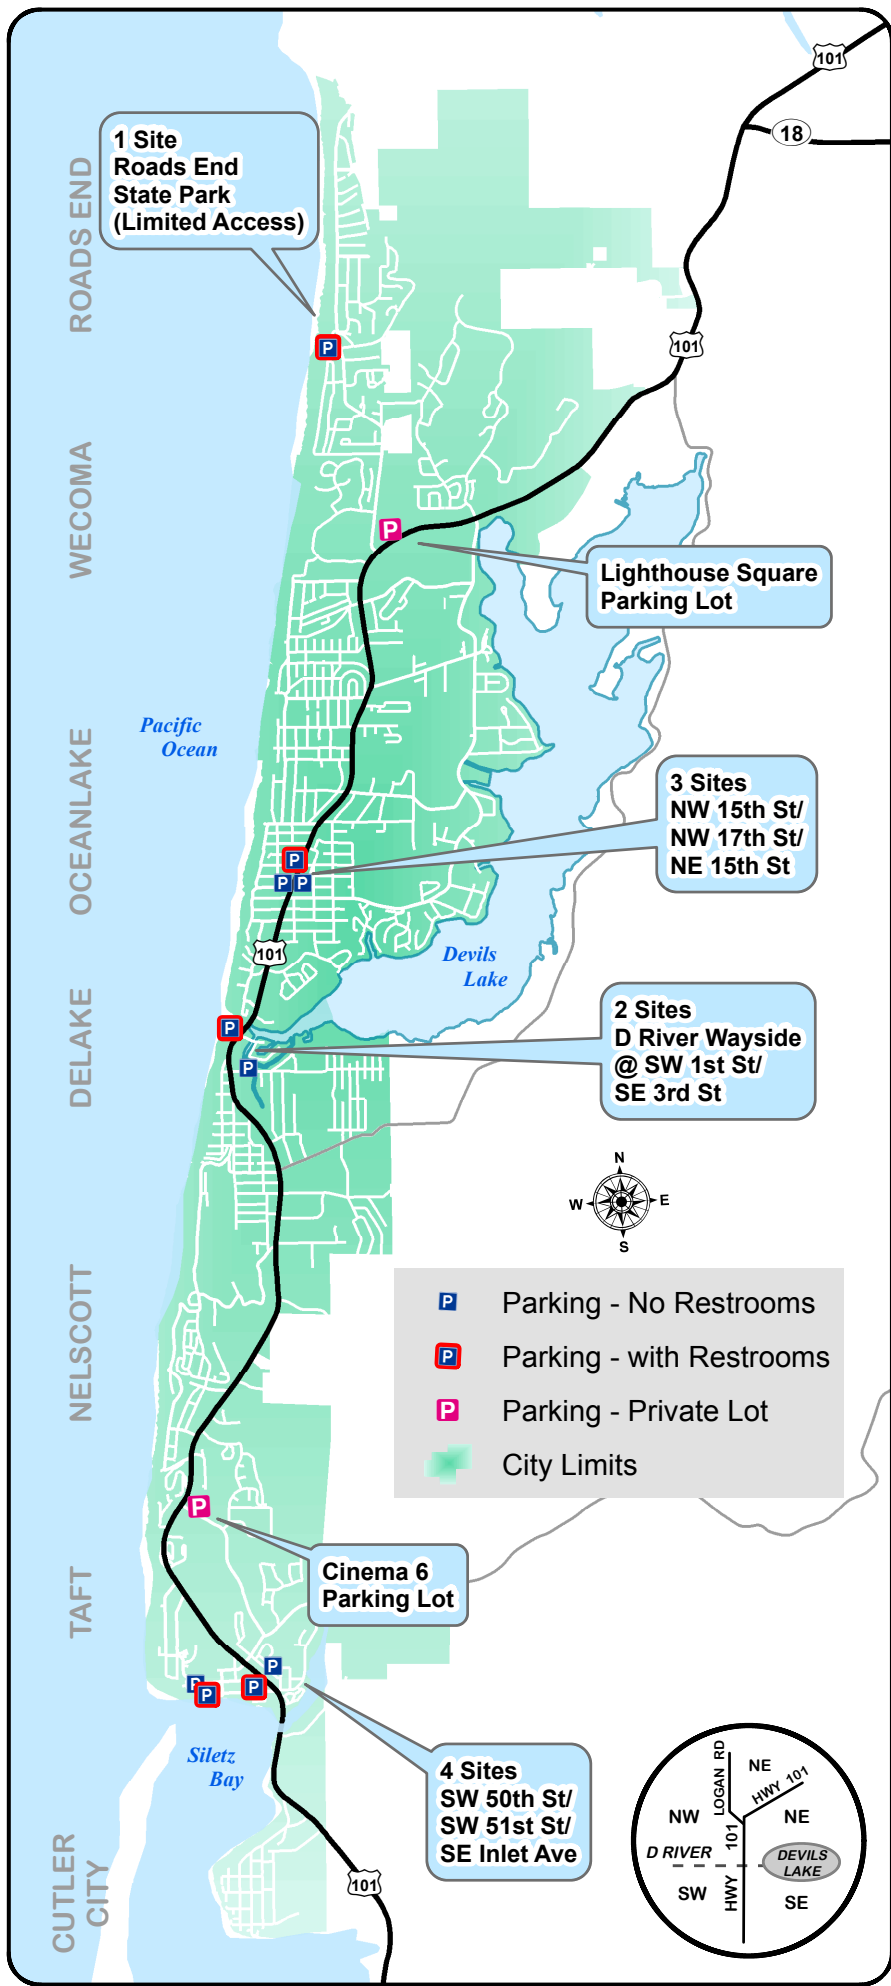 101
18
1 Site
Roads End
State Park
(Limited Access)
ROADS END
P
101
WECOMA
P
Lighthouse Square
Parking Lot
Pacific
Ocean
OCEANLAKE
3 Sites
NW 15th St/
NW 17th St/
NE 15th St
P
P P
101
Devils
Lake
DELAKE
2 Sites
D River Wayside
@ SW 1st St/
SE 3rd St
P
P
N
W E
S
NELSCOTT
P Parking - No Restrooms
P Parking - with Restrooms
P Parking - Private Lot
City Limits
P
Cinema 6
Parking Lot
TAFT
P
P
P
P
Siletz
Bay
4 Sites
SW 50th St/
SW 51st St/
SE Inlet Ave
101
CUTLER
CITY
LOGAN RD
NE
HWY 101
NW
101
NE
D RIVER
DEVILS
LAKE
SW
HWY
SE